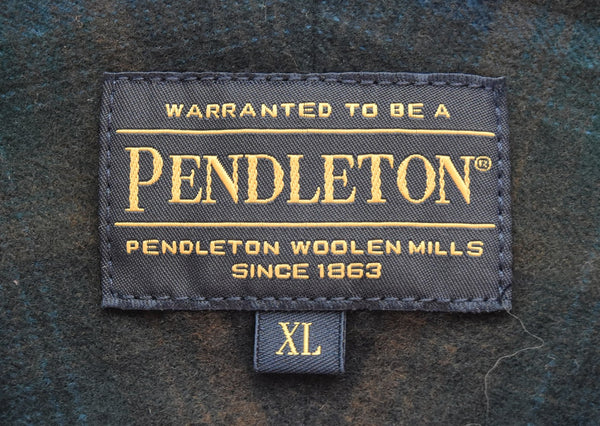 WARRANTED TO BE A
PENDLETON®
PENDLETON WOOLEN MILLS
SINCE 1863
XL